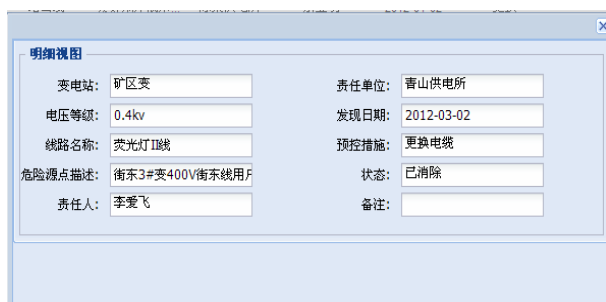 明细视图
变电站: 矿区变 责任单位: 青山供电所
电压等级: 0.4kv 发现日期: 2012-03-02
线路名称: 荧光灯II线 预控措施: 更换电缆
危险源点描述: 街东3#变400V街东线用户 状态: 已消除
责任人: 李爱飞 备注: